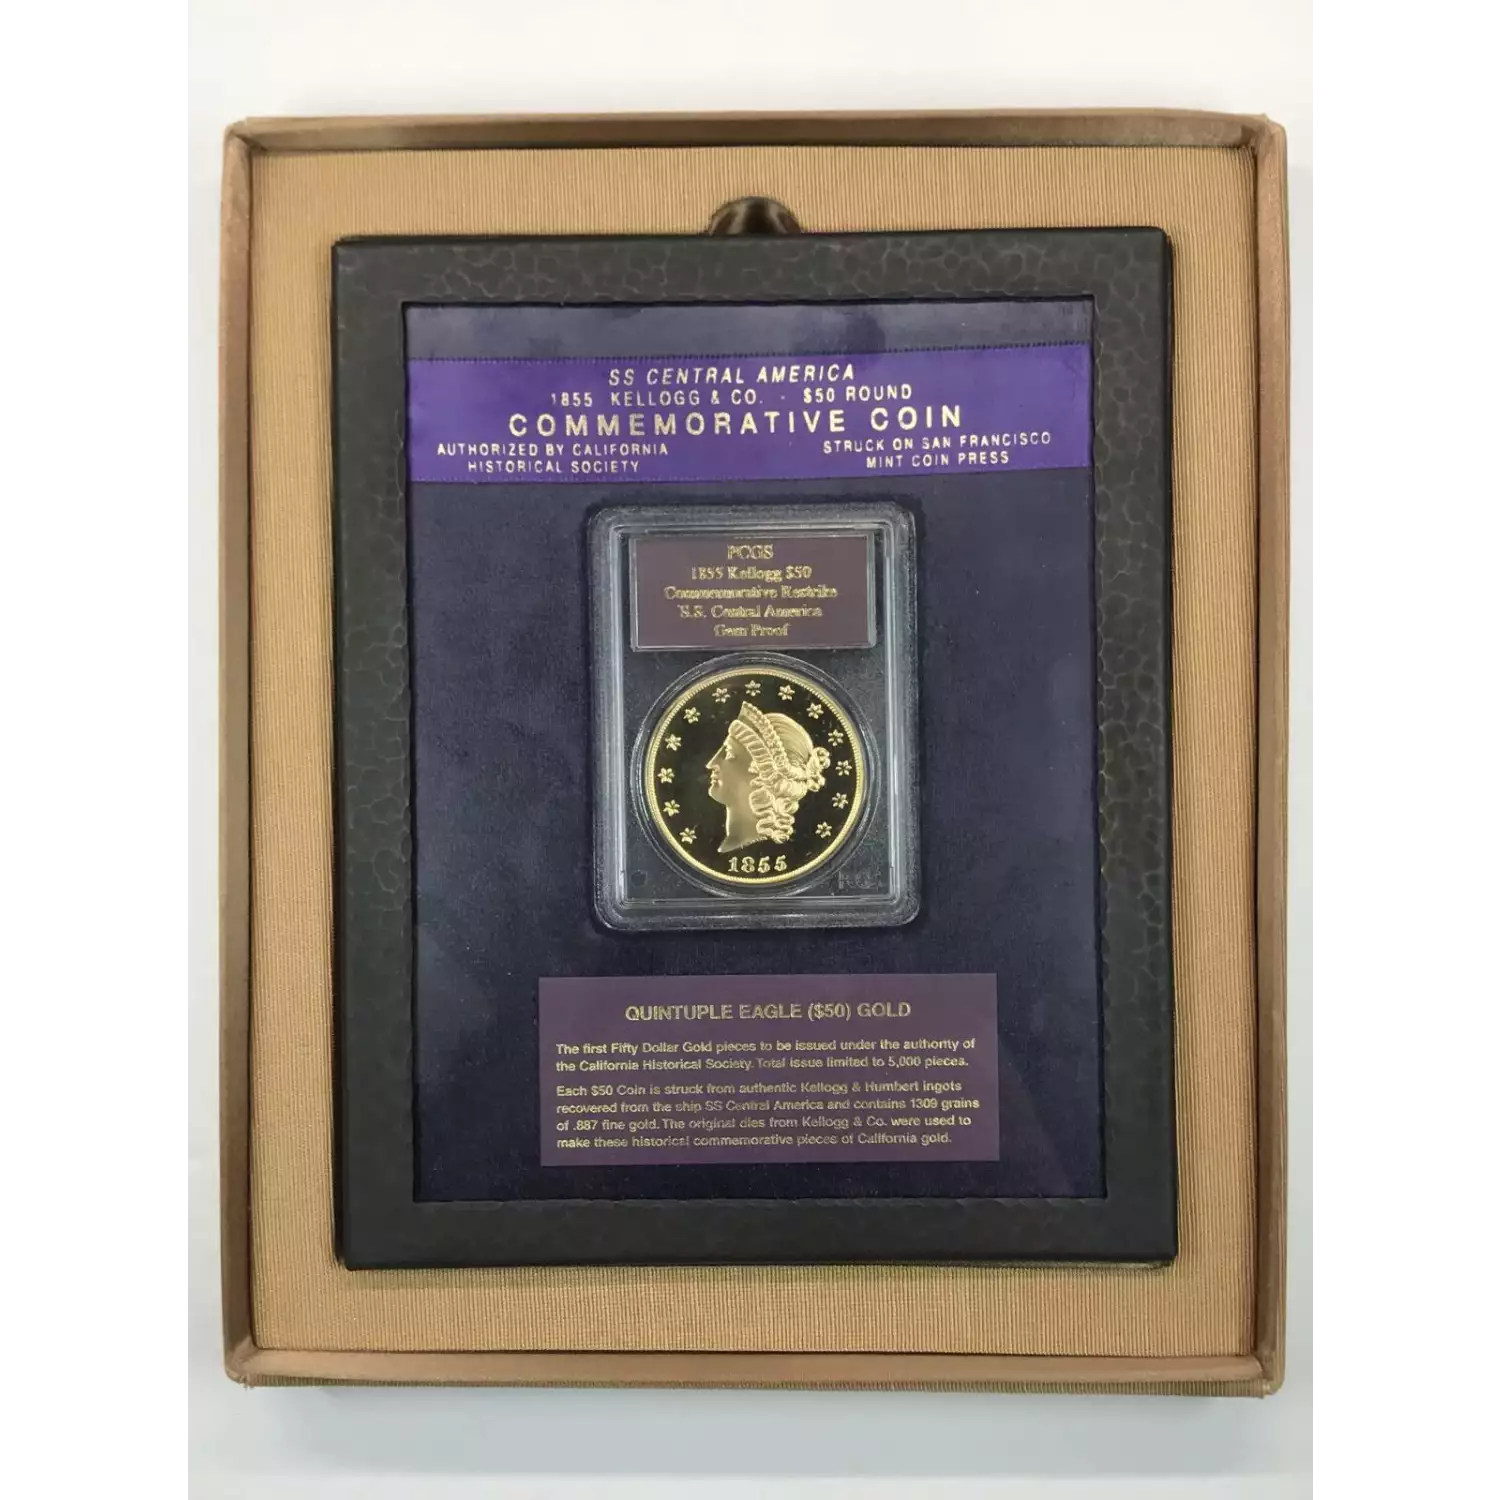 SS CENTRAL AMERICA
1855 KELLOGG & CO. - $50 ROUND
COMMEMORATIVE COIN
AUTHORIZED BY CALIFORNIA
HISTORICAL SOCIETY
STRUCK ON SAN FRANCISCO
MINT COIN PRESS
PCGS
1855 Kellogg $50
Commemorative Restrike
S.S. Central America
Gem Proof
1855
QUINTUPLE EAGLE ($50) GOLD
The first Fifty Dollar Gold pieces to be issued under the authority of
the California Historical Society. Total issue limited to 5,000 pieces.
Each $50 Coin is struck from authentic Kellogg & Humbert ingots
recovered from the ship SS Central America and contains 1309 grains
of .887 fine gold. The original dies from Kellogg & Co. were used to
make these historical commemorative pieces of California gold.